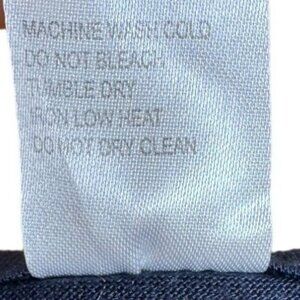 MACHINE WASH COLD
DO NOT BLEACH
TUMBLE DRY
IRON LOW HEAT
DO NOT DRY CLEAN